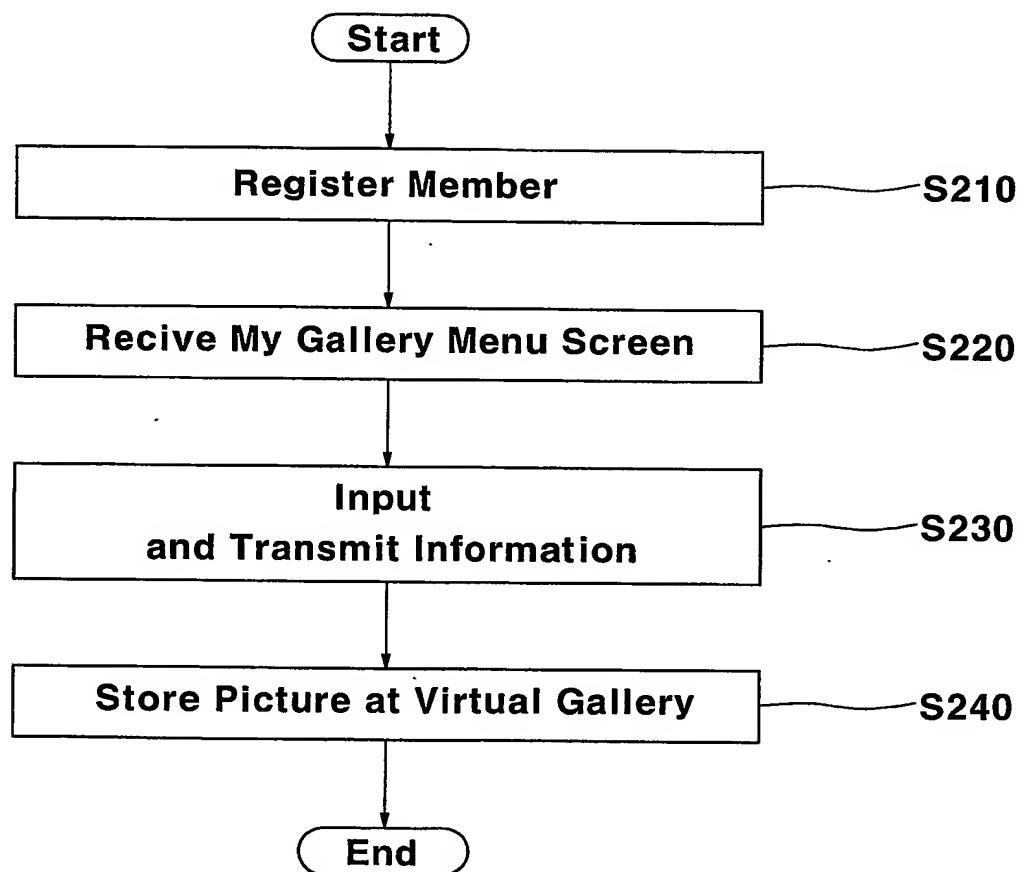 Start
Register Member
S210
Recive My Gallery Menu Screen
S220
Input
and Transmit Information
S230
Store Picture at Virtual Gallery
S240
End